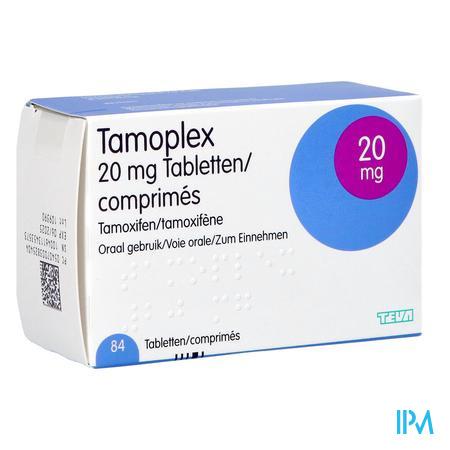 Tamoplex
20 mg Tabletten/
comprimés
Tamoxifen/tamoxifène
Oraal gebruik/Voie orale/Zum Einnehmen
84 Tabletten/comprimés
20
mg
TEVA
IPM